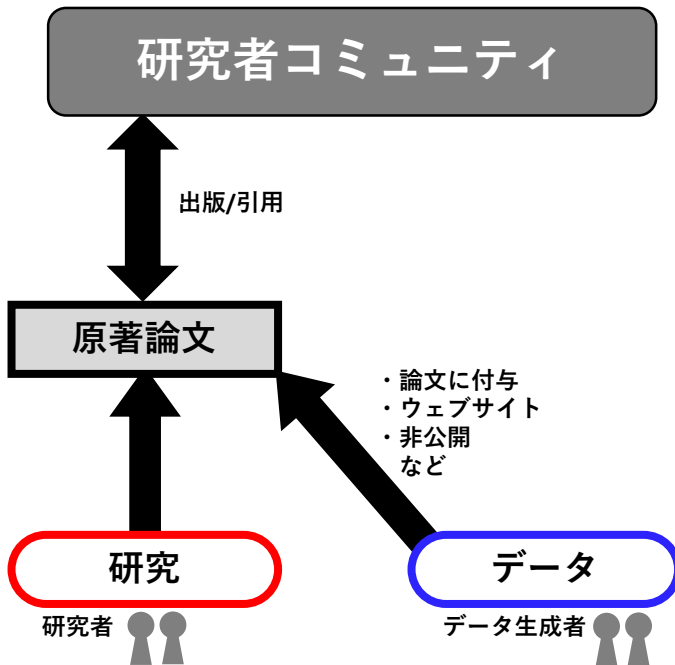 研究者コミュニティ
出版/引用
原著論文
・論文に付与
・ウェブサイト
・非公開
など
研究
データ
研究者
データ生成者